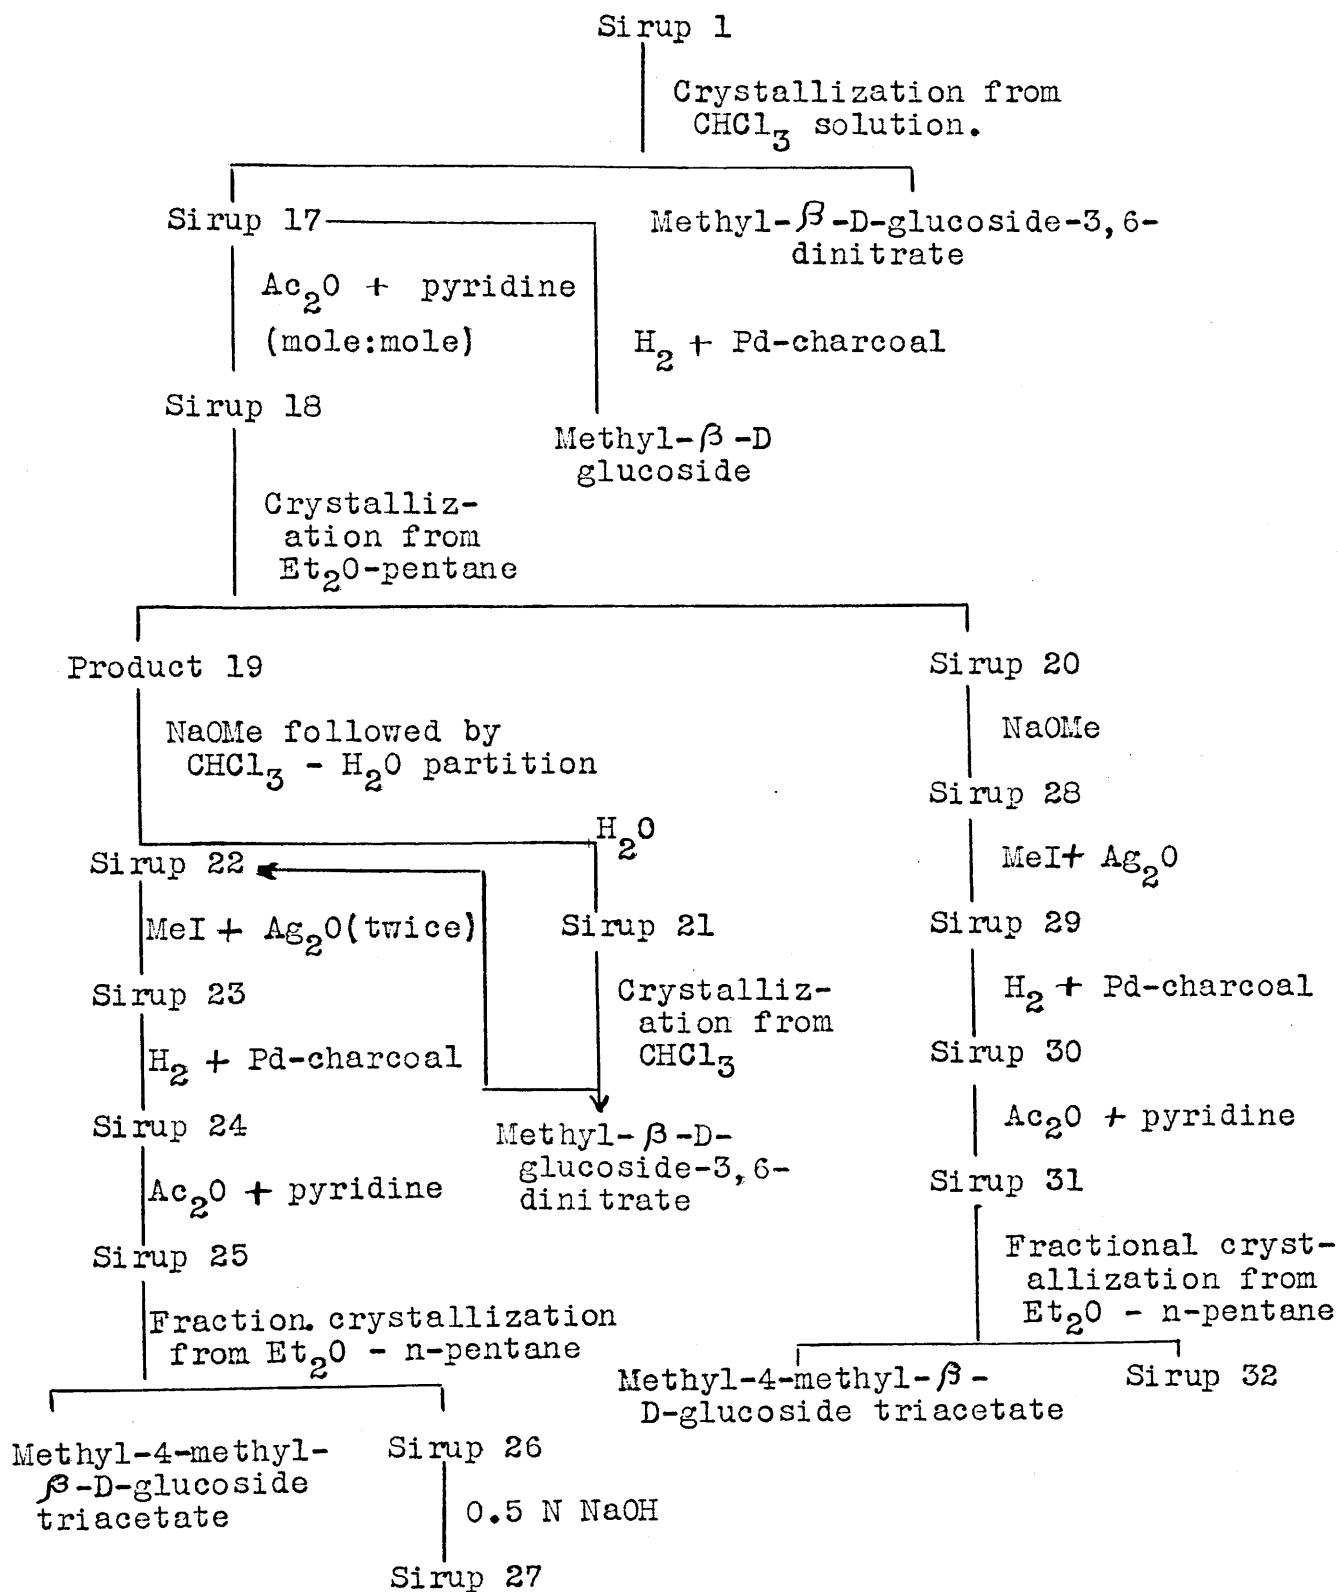 Sirup 1
Crystallization from
CHCl3 solution.
Sirup 17
Methyl-β-D-glucoside-3,6-
dinitrate
Ac2O + pyridine
(mole:mole)
H2 + Pd-charcoal
Sirup 18
Methyl-β-D
glucoside
Crystalliz-
ation from
Et2O-pentane
Product 19
Sirup 20
NaOMe followed by
CHCl3 - H2O partition
NaOMe
Sirup 28
H2O
Sirup 22
MeI+ Ag2O
MeI + Ag2O(twice)
Sirup 21
Sirup 29
Sirup 23
Crystalliz-
ation from
CHCl3
H2 + Pd-charcoal
H2 + Pd-charcoal
Sirup 30
Sirup 24
Methyl-β-D-
glucoside-3,6-
dinitrate
Ac2O + pyridine
Ac2O + pyridine
Sirup 31
Sirup 25
Fractional cryst-
allization from
Et2O - n-pentane
Fraction. crystallization
from Et2O - n-pentane
Methyl-4-methyl-β-
D-glucoside triacetate
Sirup 32
Methyl-4-methyl-
β-D-glucoside
triacetate
Sirup 26
0.5 N NaOH
Sirup 27